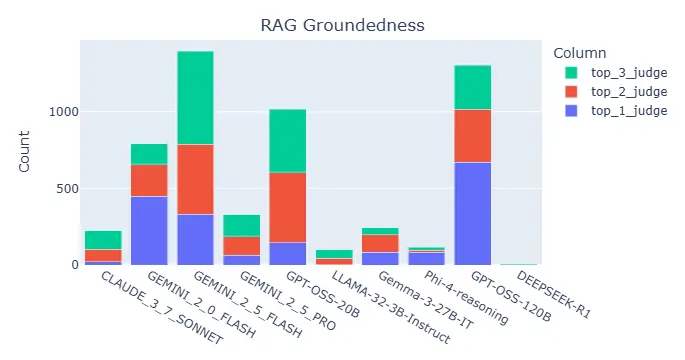 RAG Groundedness
Column
top_3_judge
top_2_judge
top_1_judge
Count
1000
500
0
CLAUDE_3_7_SONNET
GEMINI_2_0_FLASH
GEMINI_2_5_FLASH
GEMINI_2_5_PRO
GPT-OSS-20B
LLAMA-32-3B-Instruct
Gemma-3-27B-IT
Phi-4-reasoning
GPT-OSS-120B
DEEPSEEK-R1